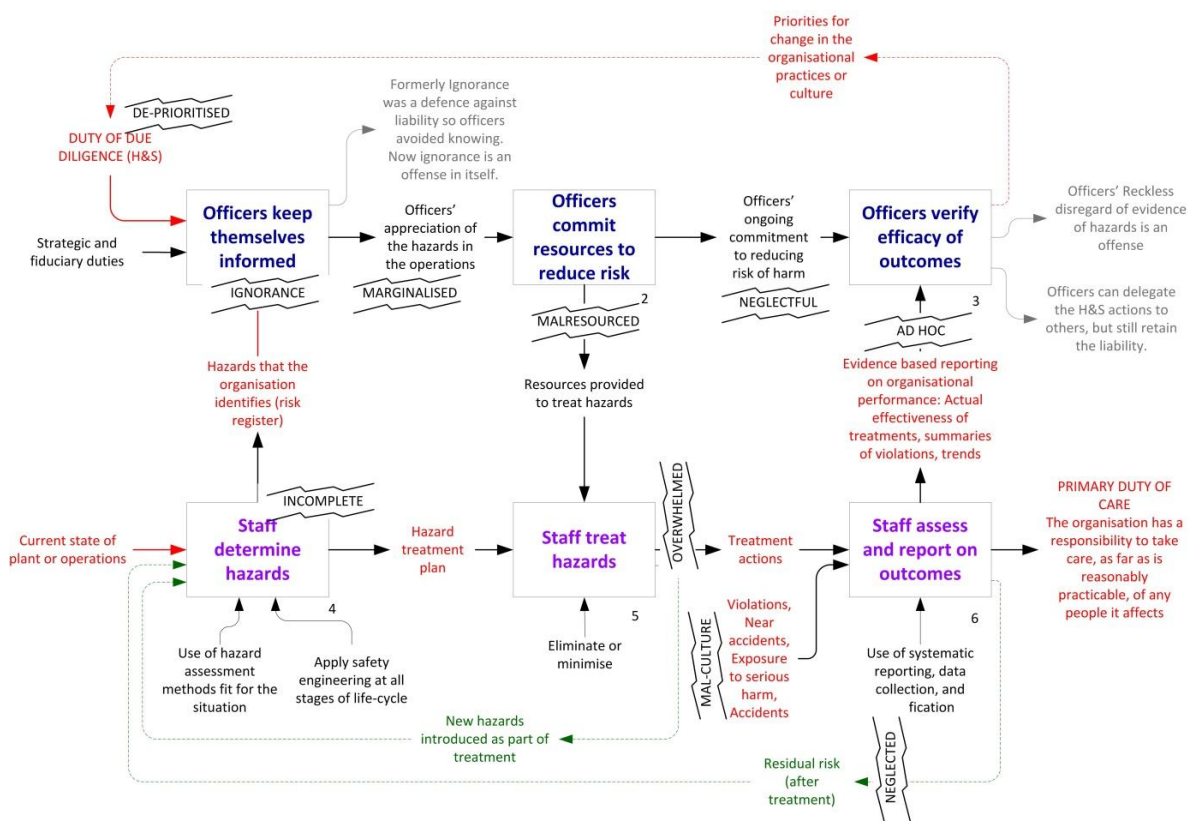 Priorities for
change in the
organisational
practices or
culture
DE-PRIORITISED
Formerly Ignorance
was a defence against
liability so officers
avoided knowing.
Now ignorance is an
offense in itself.
DUTY OF DUE
DILIGENCE (H&S)
Strategic and
fiduciary duties
Officers keep
themselves
informed
IGNORANCE
Officers'
appreciation of
the hazards in
the operations
MARGINALISED
Officers
commit
resources to
reduce risk
2
MALRESOURCED
Officers'
ongoing
commitment
to reducing
risk of harm
NEGLECTFUL
Officers verify
efficacy of
outcomes
3
AD HOC
Officers' Reckless
disregard of evidence
of hazards is an
offense
Officers can delegate
the H&S actions to
others, but still retain
the liability.
Hazards that the
organisation
identifies (risk
register)
Resources provided
to treat hazards
Evidence based reporting
on organisational
performance: Actual
effectiveness of
treatments, summaries
of violations, trends
Current state of
plant or operations
INCOMPLETE
Staff
determine
hazards
4
Hazard
treatment
plan
Staff treat
hazards
5
OVERWHELMED
Treatment
actions
Staff assess
and report on
outcomes
6
PRIMARY DUTY OF
CARE
The organisation has a
responsibility to take
care, as far as is
reasonably
practicable, of any
people it affects
Use of hazard
assessment
methods fit for the
situation
Apply safety
engineering at all
stages of life-cycle
Eliminate or
minimise
MAL-CULTURE
Violations,
Near
accidents,
Exposure
to serious
harm,
Accidents
Use of systematic
reporting, data
collection, and
fication
New hazards
introduced as part of
treatment
Residual risk
(after
treatment)
NEGLECTED